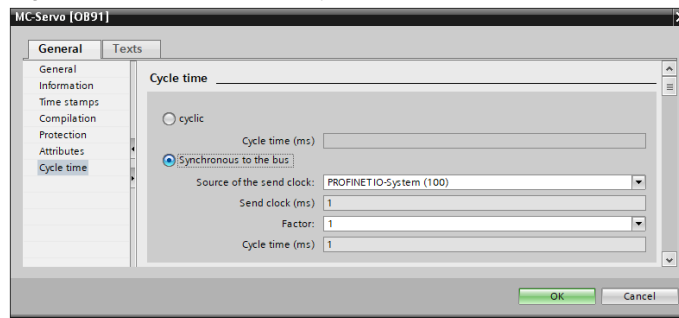 MC-Servo [OB91]
General Texts
General
Information
Time stamps
Compilation
Protection
Attributes
Cycle time
Cycle time
cyclic
Cycle time (ms)
Synchronous to the bus
Source of the send clock: PROFINET IO-System (100)
Send clock (ms) 1
Factor: 1
Cycle time (ms) 1
OK Cancel